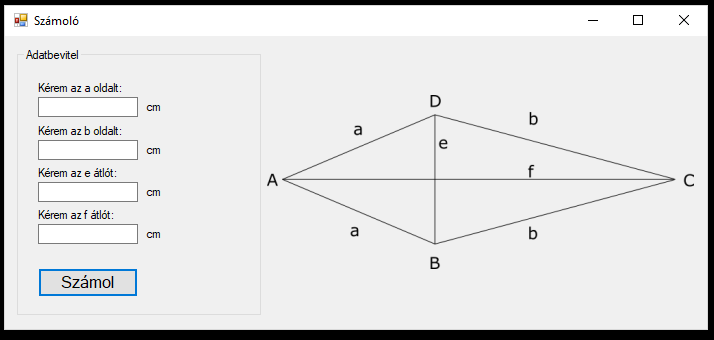 Számoló
Adatbevitel
Kérem az a oldalt:
cm
Kérem az b oldalt:
cm
Kérem az e átlót:
cm
Kérem az f átlót:
cm
Számol
D
a
b
e
A
f
C
a
b
B